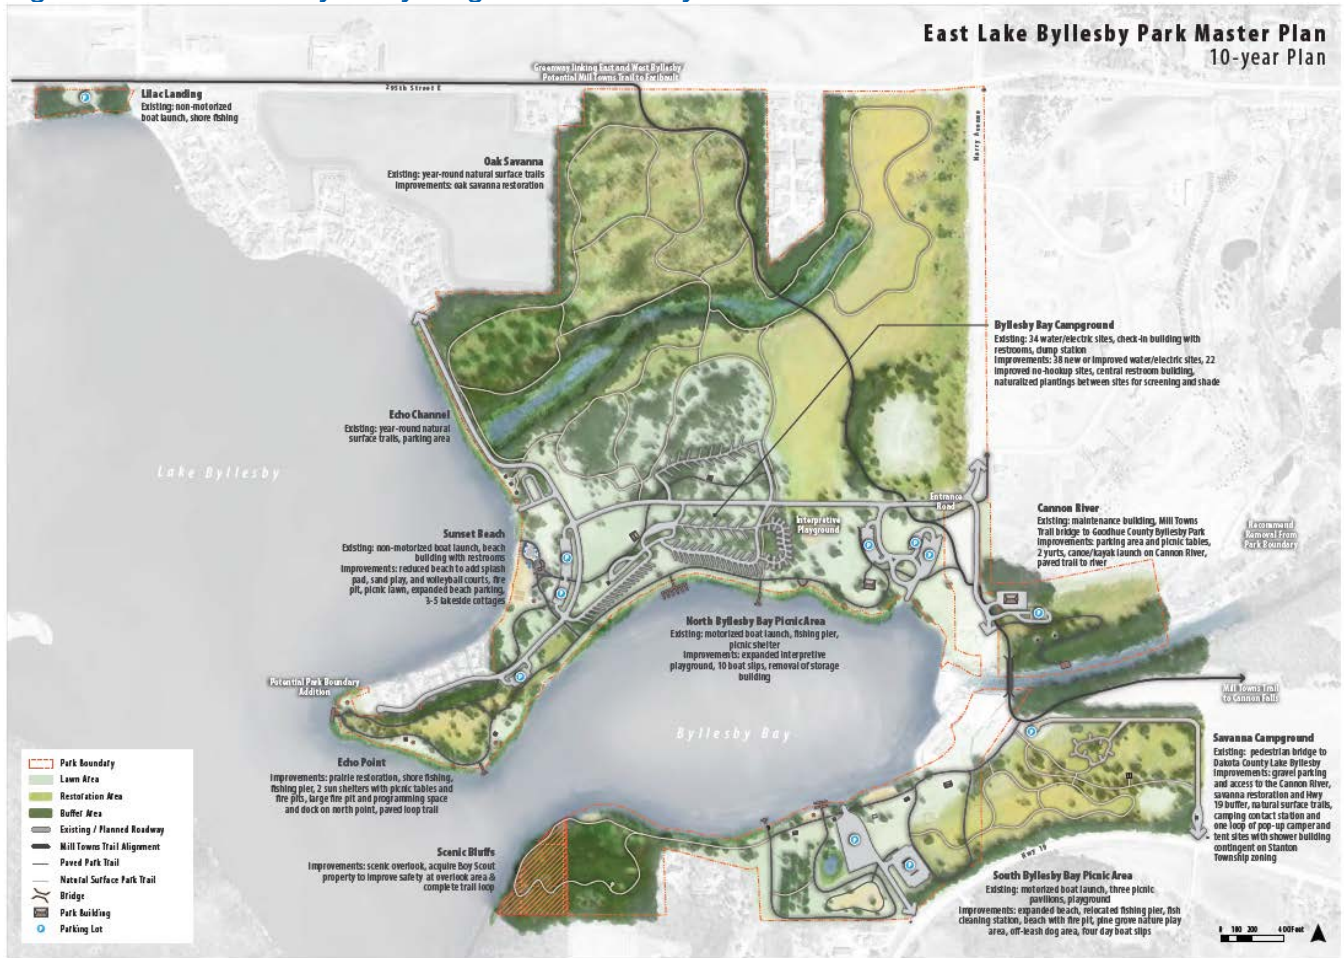 East Lake Byllesby Park Master Plan
10-year Plan
Greenway linking East and West Byllesby /
Potential Mill Towns Trail to Faribault
295th Street E
Lilac Landing
Existing: non-motorized
boat launch, shore fishing
Harry Avenue
Oak Savanna
Existing: year-round natural surface trails
Improvements: oak savanna restoration
Byllesby Bay Campground
Existing: 34 water/electric sites, check-in building with
restrooms, dump station
Improvements: 38 new or improved water/electric sites, 22
improved no-hookup sites, central restroom building,
naturalized plantings between sites for screening and shade
Echo Channel
Existing: year-round natural
surface trails, parking area
Lake Byllesby
Entrance
Road
Interpretive
Playground
Cannon River
Existing: maintenance building, Mill Towns
Trail bridge to Goodhue County Byllesby Park
Improvements: parking area and picnic tables,
2 yurts, canoe/kayak launch on Cannon River,
paved trail to river
Recommend
Removal From
Park Boundary
Sunset Beach
Existing: non-motorized boat launch, beach
building with restrooms
Improvements: reduced beach to add splash
pad, sand play, and volleyball courts, fire
pit, picnic lawn, expanded beach parking,
3-5 lakeside cottages
North Byllesby Bay Picnic Area
Existing: motorized boat launch, fishing pier,
picnic shelter
Improvements: expanded interpretive
playground, 10 boat slips, removal of storage
building
Potential Park Boundary
Addition
Mill Towns Trail
to Cannon Falls
Byllesby Bay
Savanna Campground
Existing: pedestrian bridge to
Dakota County Lake Byllesby
Improvements: gravel parking
and access to the Cannon River,
savanna restoration and Hwy
19 buffer, natural surface trails,
camping contact station and
one loop of pop-up camper and
tent sites with shower building
contingent on Stanton
Township zoning
Echo Point
Improvements: prairie restoration, shore fishing,
fishing pier, 2 sun shelters with picnic tables and
fire pits, large fire pit and programming space
and dock on north point, paved loop trail
Scenic Bluffs
Improvements: scenic overlook, acquire Boy Scout
property to improve safety at overlook area &
complete trail loop
Hwy 19
South Byllesby Bay Picnic Area
Existing: motorized boat launch, three picnic
pavilions, playground
Improvements: expanded beach, relocated fishing pier, fish
cleaning station, beach with fire pit, pine grove nature play
area, off-leash dog area, four day boat slips
Park Boundary
Lawn Area
Restoration Area
Buffer Area
Existing / Planned Roadway
Mill Towns Trail Alignment
Paved Park Trail
Natural Surface Park Trail
Bridge
Park Building
P Parking Lot
0 100 200 400 Feet